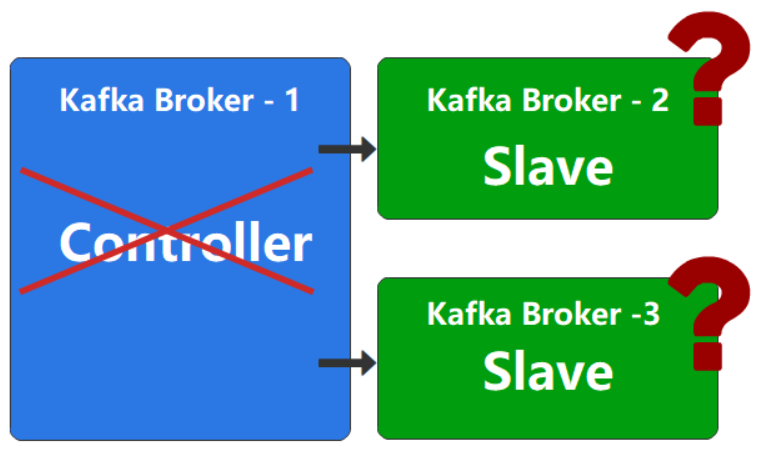 Kafka Broker - 1
Controller
Kafka Broker - 2
Slave
?
Kafka Broker -3
Slave
?